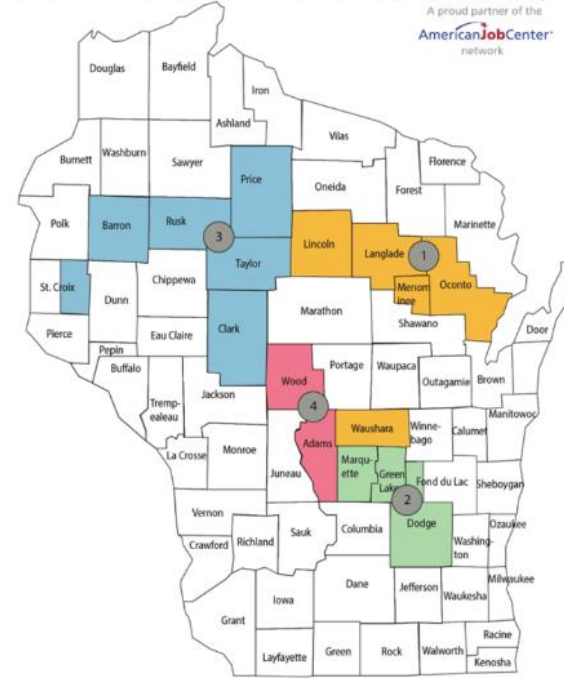 A proud partner of the
AmericanJobCenter
network
Douglas
Bayfield
Iron
Ashland
Vilas
Burnett
Washburn
Sawyer
Price
Oneida
Forest
Florence
Marinette
Polk
Barron
Rusk
3
Lincoln
Langlade
1
Taylor
Menom
inee
Oconto
St. Croix
Dunn
Chippewa
Clark
Marathon
Shawano
Door
Pierce
Pepin
Eau Claire
Buffalo
Wood
Portage
Waupaca
Outagamie
Brown
Tremp-
ealeau
Jackson
4
Manitowoc
Waushara
Winne-
bago
Calumet
La Crosse
Monroe
Juneau
Adams
Marqu-
ette
Green
Lake
Fond du Lac
Sheboygan
2
Vernon
Sauk
Columbia
Dodge
Ozaukee
Washing-
ton
Crawford
Richland
Dane
Jefferson
Waukesha
Milwaukee
Grant
Iowa
Layfayette
Green
Rock
Walworth
Racine
Kenosha